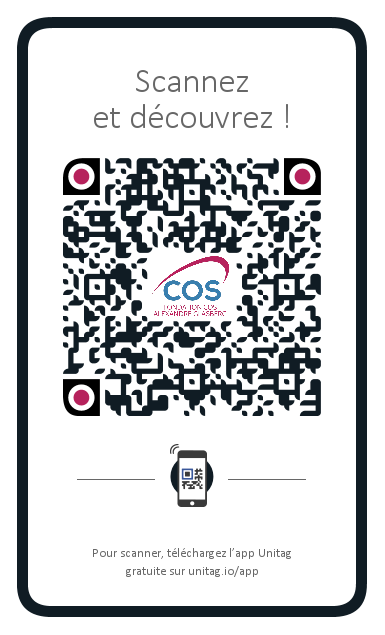 Scannez
et découvrez !
COS
FONDATION COS
ALEXANDRE GLASBERG
Pour scanner, téléchargez l'app Unitag
gratuite sur unitag.io/app